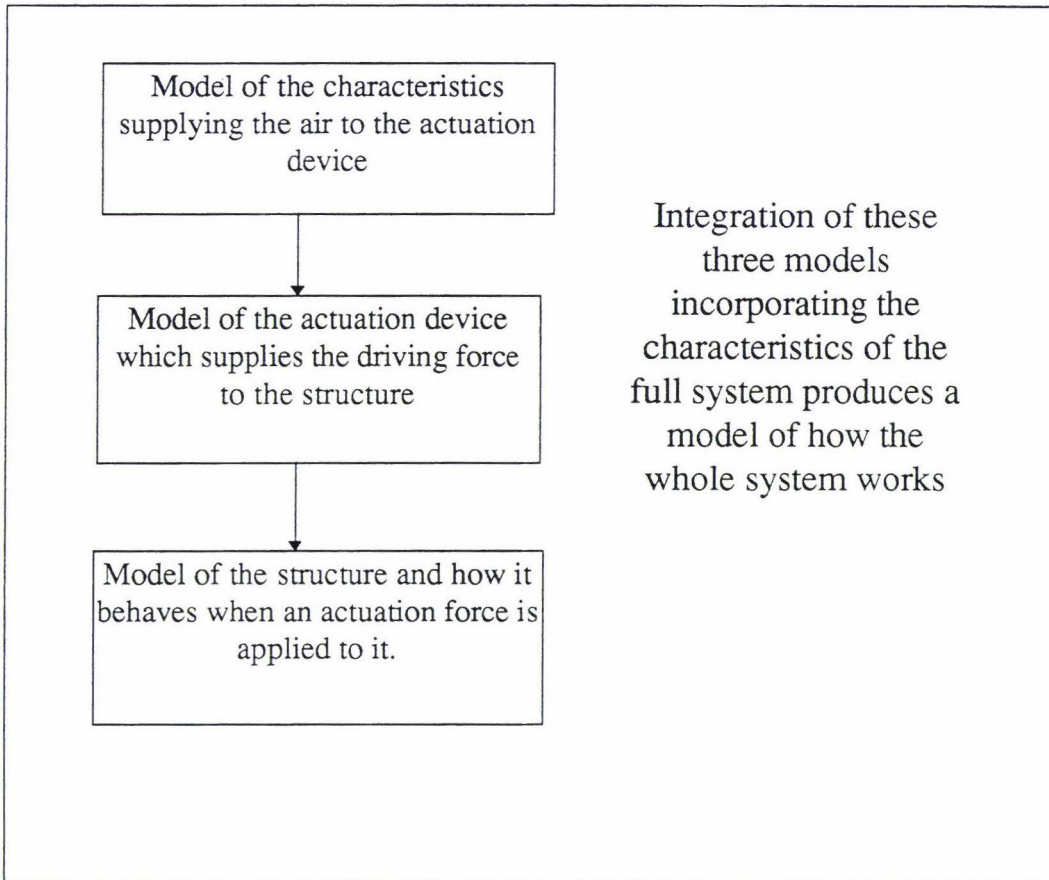 Model of the characteristics
supplying the air to the actuation
device
Model of the actuation device
which supplies the driving force
to the structure
Model of the structure and how it
behaves when an actuation force is
applied to it.
Integration of these
three models
incorporating the
characteristics of the
full system produces a
model of how the
whole system works